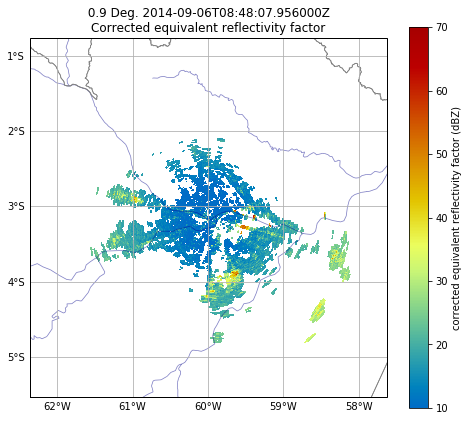 0.9 Deg. 2014-09-06T08:48:07.956000Z
Corrected equivalent reflectivity factor
1°S
2°S
3°S
4°S
5°S
62°W
61°W
60°W
59°W
58°W
70
60
50
40
30
20
10
corrected equivalent reflectivity factor (dBZ)